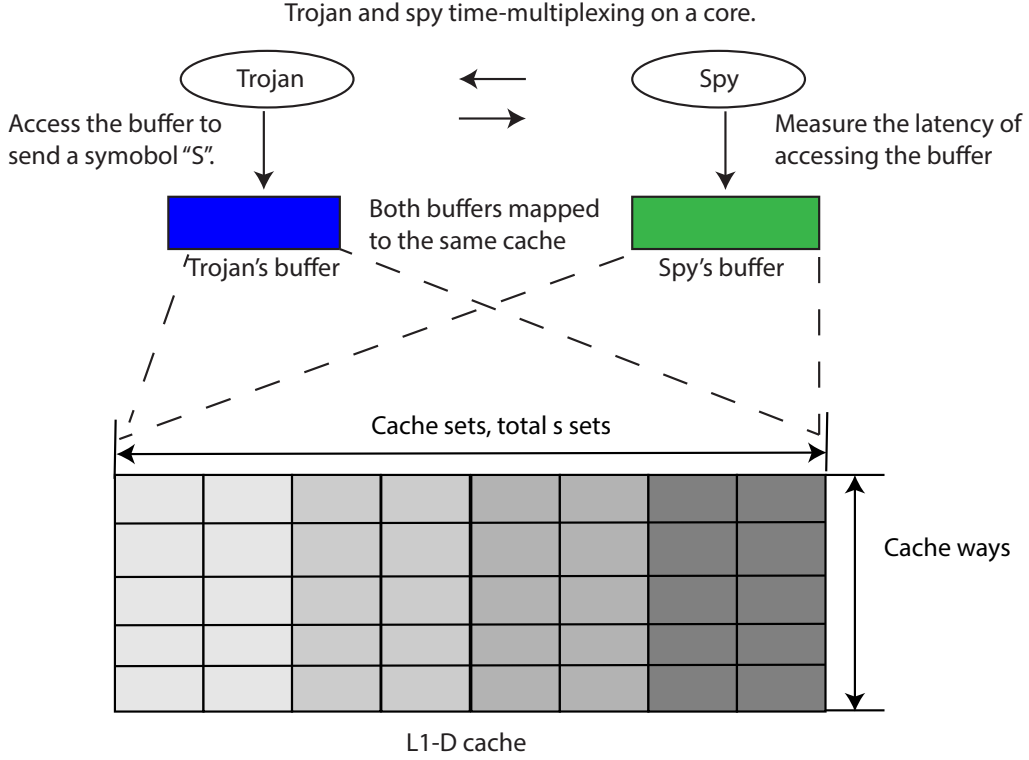 Trojan and spy time-multiplexing on a core.
Trojan
Spy
Access the buffer to
send a symobol “S”.
Measure the latency of
accessing the buffer
Both buffers mapped
to the same cache
Trojan's buffer
Spy's buffer
Cache sets, total s sets
Cache ways
L1-D cache